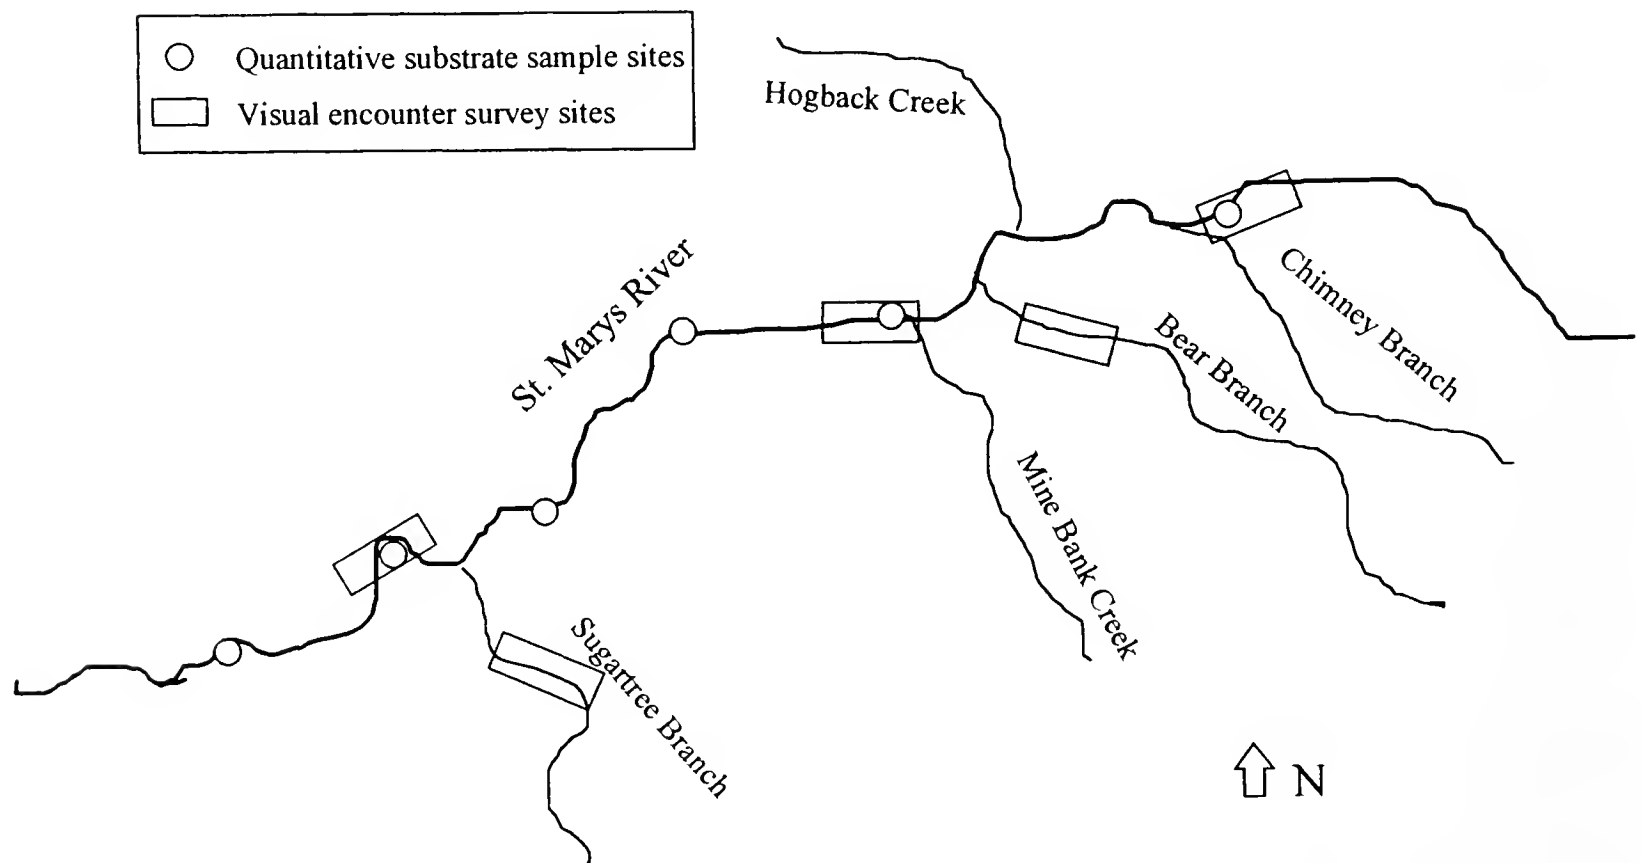 Quantitative substrate sample sites
Visual encounter survey sites
Hogback Creek
St. Marys River
Chimney Branch
Bear Branch
Mine Bank Creek
Sugartree Branch
N